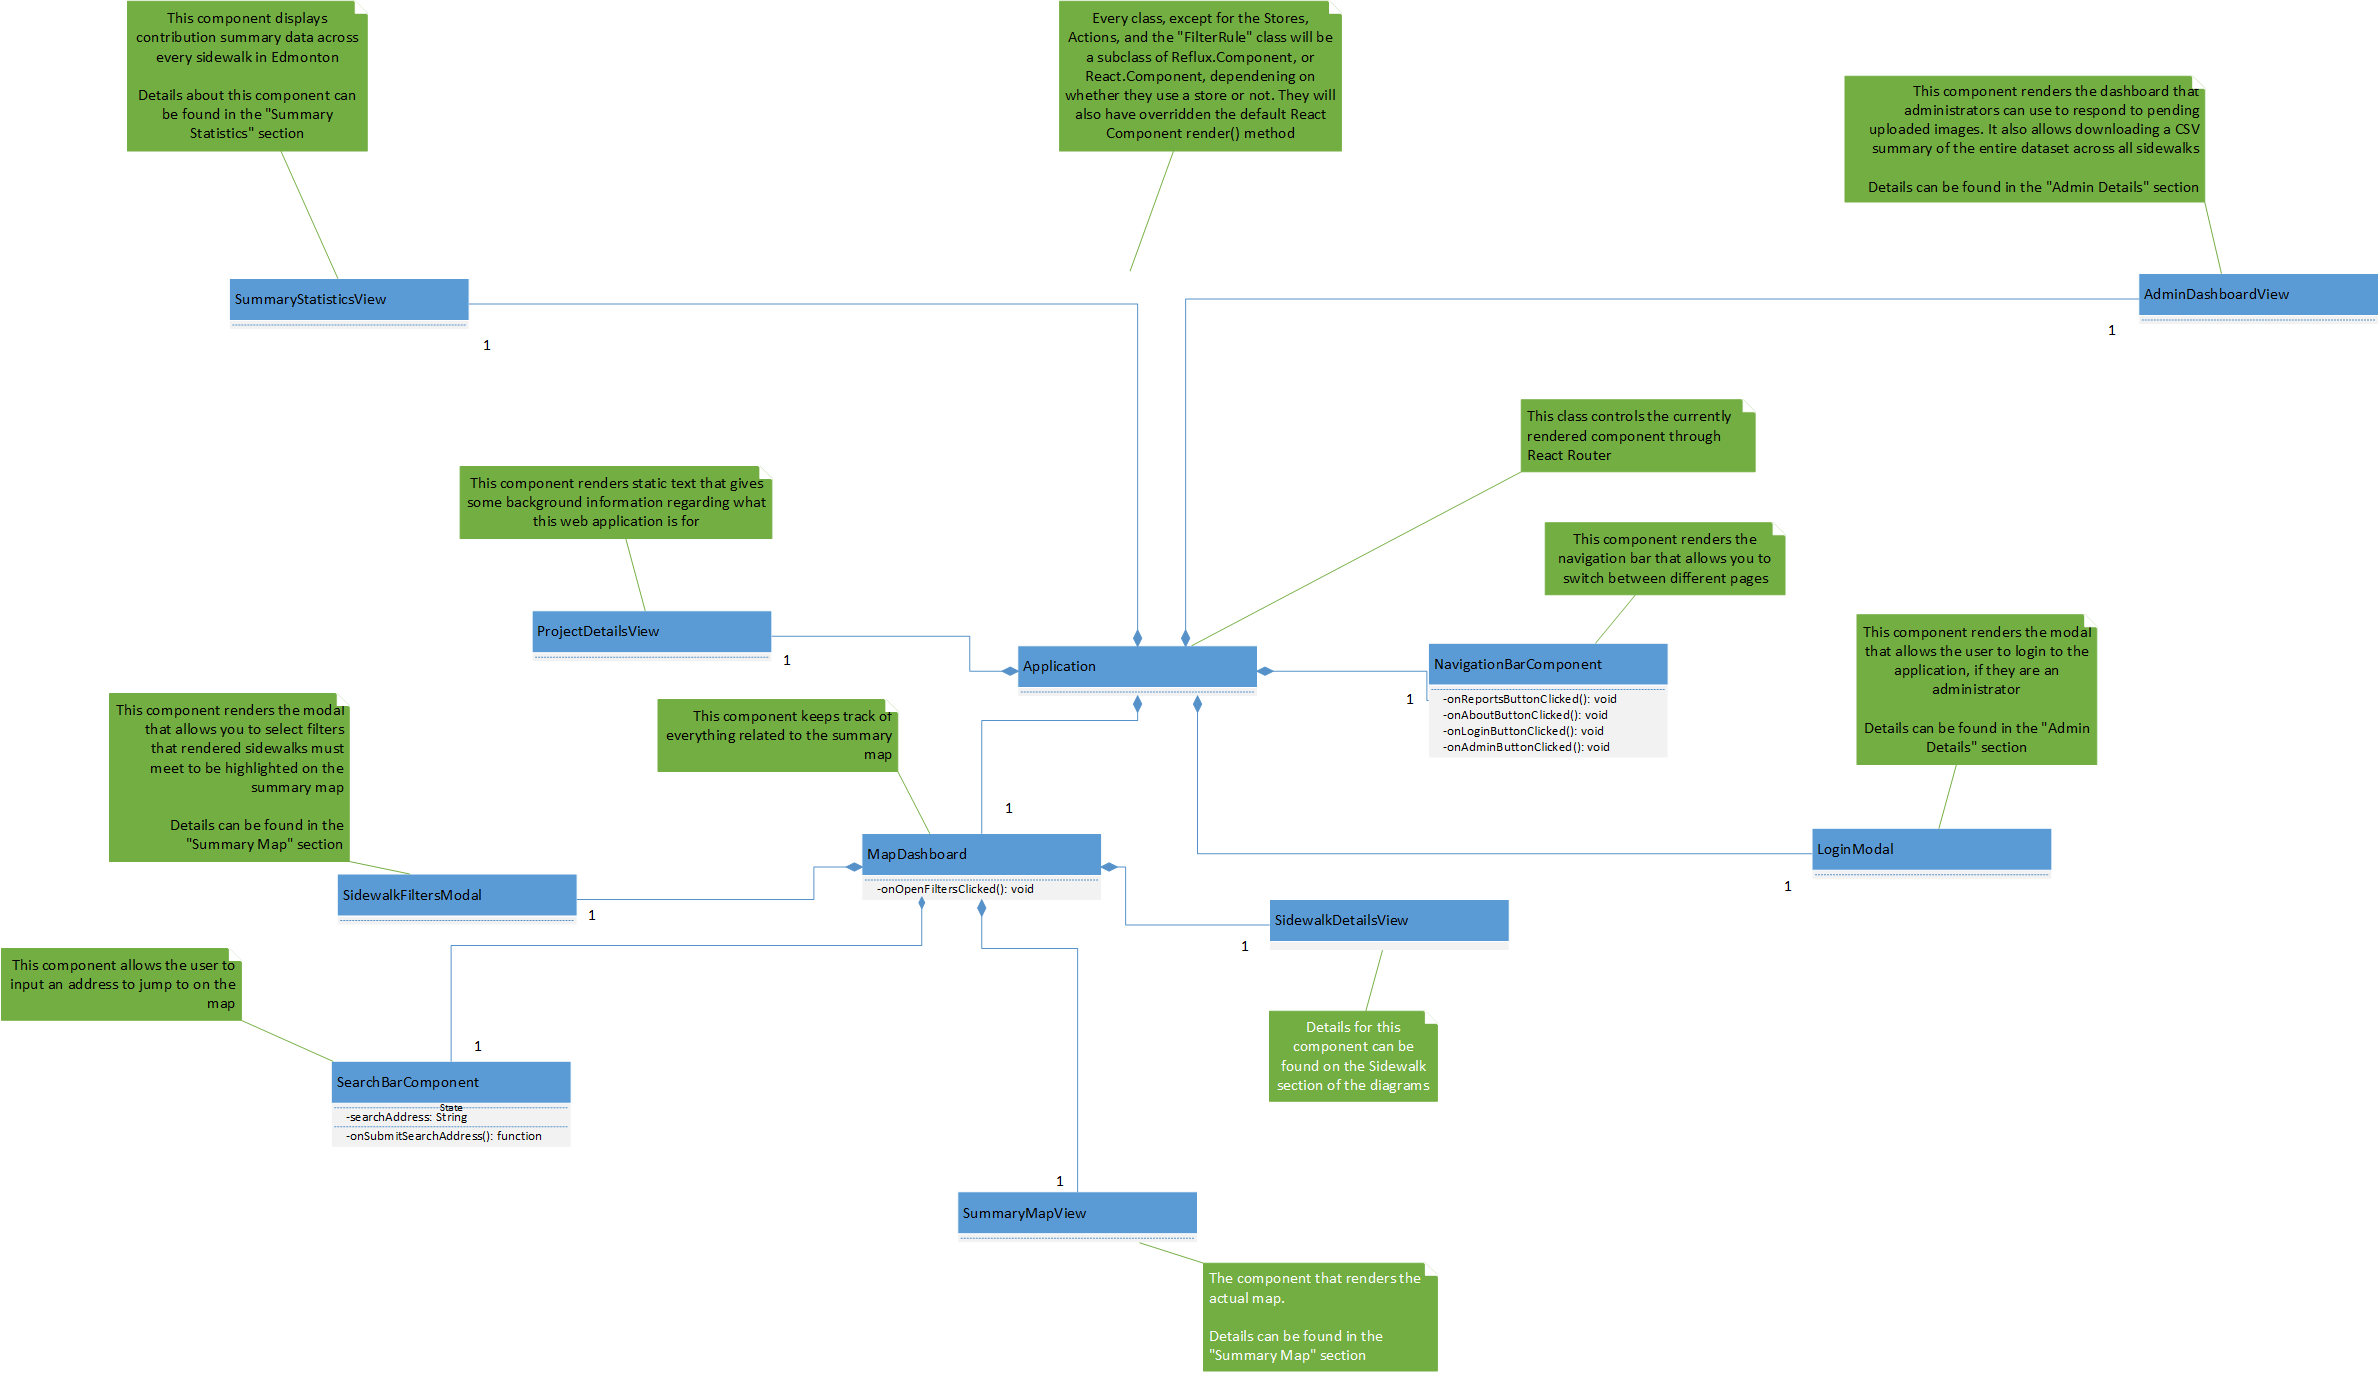 This component displays
contribution summary data across
every sidewalk in Edmonton
Details about this component can
be found in the "Summary
Statistics" section
Every class, except for the Stores,
Actions, and the "FilterRule" class will be
a subclass of Reflux.Component, or
React.Component, dependening on
whether they use a store or not. They will
also have overridden the default React
Component render() method
This component renders the dashboard that
administrators can use to respond to pending
uploaded images. It also allows downloading a CSV
summary of the entire dataset across all sidewalks
Details can be found in the "Admin Details" section
SummaryStatisticsView
1
AdminDashboardView
1
This class controls the currently
rendered component through
React Router
This component renders static text that gives
some background information regarding what
this web application is for
This component renders the
navigation bar that allows you to
switch between different pages
ProjectDetailsView
1
Application
NavigationBarComponent
1
-onReportsButtonClicked(): void
-onAboutButtonClicked(): void
-onLoginButtonClicked(): void
-onAdminButtonClicked(): void
This component renders the modal
that allows the user to login to the
application, if they are an
administrator
Details can be found in the "Admin
Details" section
This component renders the modal
that allows you to select filters
that rendered sidewalks must
meet to be highlighted on the
summary map
Details can be found in the
"Summary Map" section
This component keeps track of
everything related to the summary
map
1
MapDashboard
-onOpenFiltersClicked(): void
LoginModal
1
SidewalkFiltersModal
1
SidewalkDetailsView
1
This component allows the user to
input an address to jump to on the
map
Details for this
component can be
found on the Sidewalk
section of the diagrams
1
SearchBarComponent
State
-searchAddress: String
-onSubmitSearchAddress(): function
1
SummaryMapView
The component that renders the
actual map.
Details can be found in the
"Summary Map" section